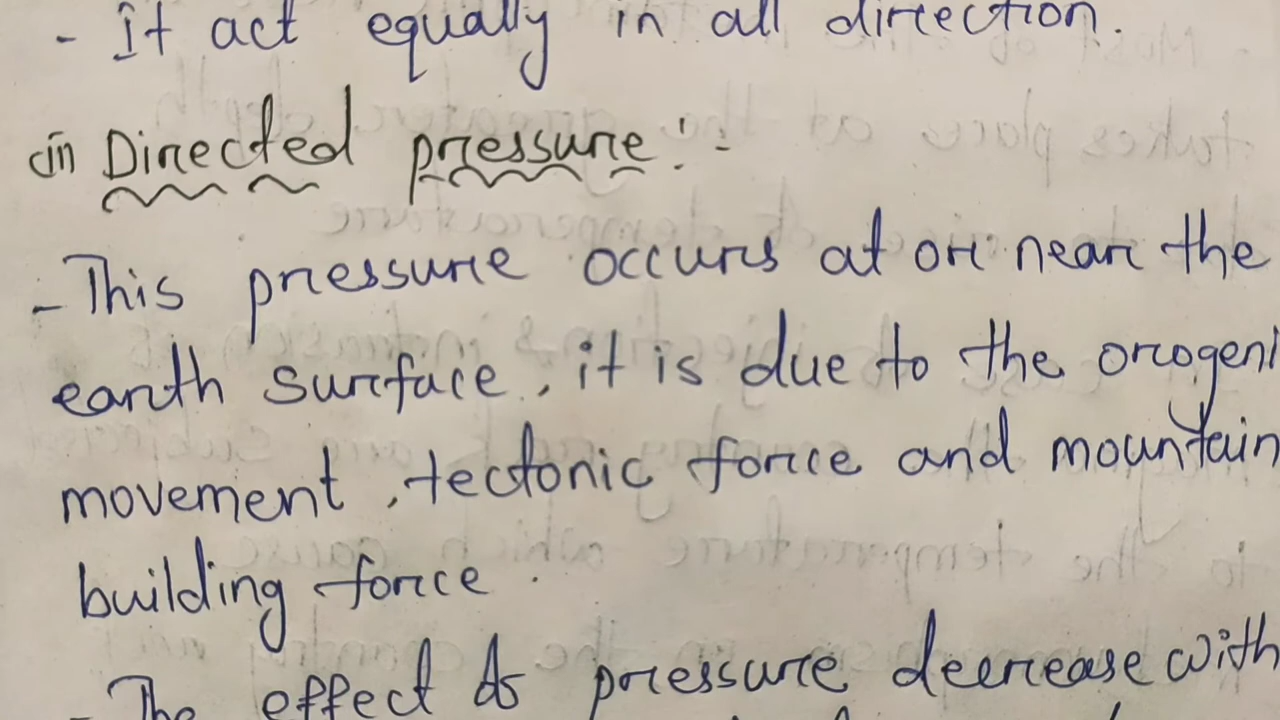 - It act equally in all direction.
(ii) Directed pressure :-
- This pressure occurs at or near the
earth surface, it is due to the orogeni
movement, tectonic force and mountain
building force.
- The effect of pressure decrease with